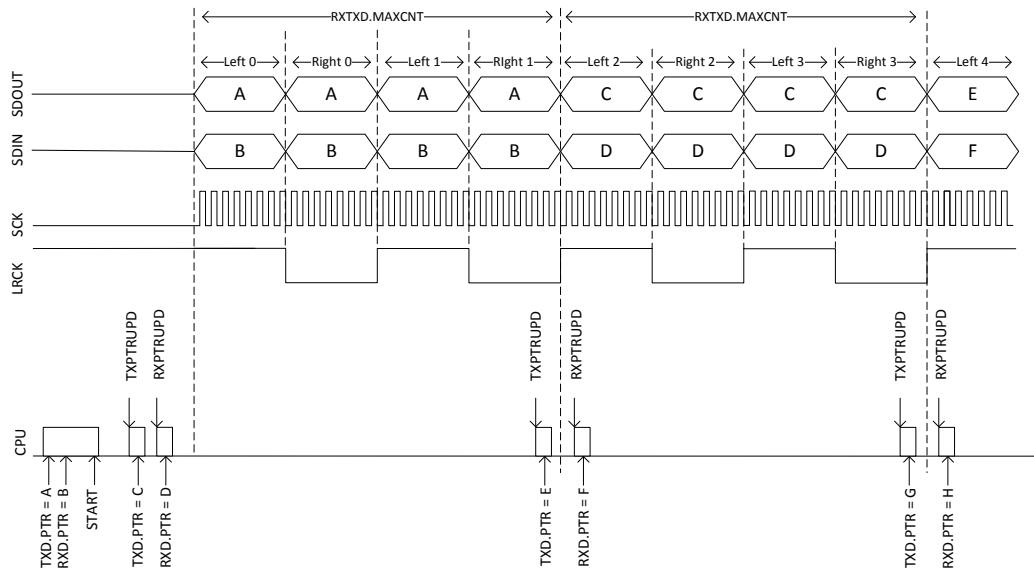 RXTXD.MAXCNT RXTXD.MAXCNT
Left 0 Right 0 Left 1 RIght 1 Left 2 Right 2 Left 3 Right 3 Left 4
SDOUT A A A A C C C C E
SDIN B B B B D D D D F
SCK
LRCK
TXPTRUPD RXPTRUPD TXPTRUPD RXPTRUPD TXPTRUPD RXPTRUPD
CPU
TXD.PTR = A RXD.PTR = B START TXD.PTR = C RXD.PTR = D TXD.PTR = E RXD.PTR = F TXD.PTR = G RXD.PTR = H